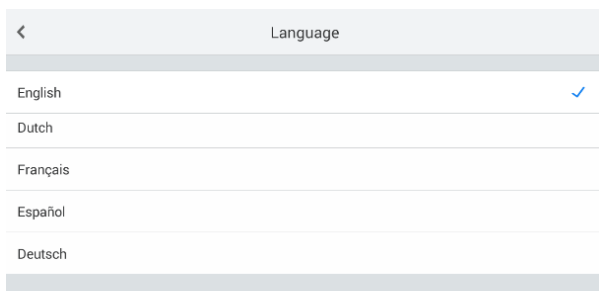 Language
English
Dutch
Français
Español
Deutsch